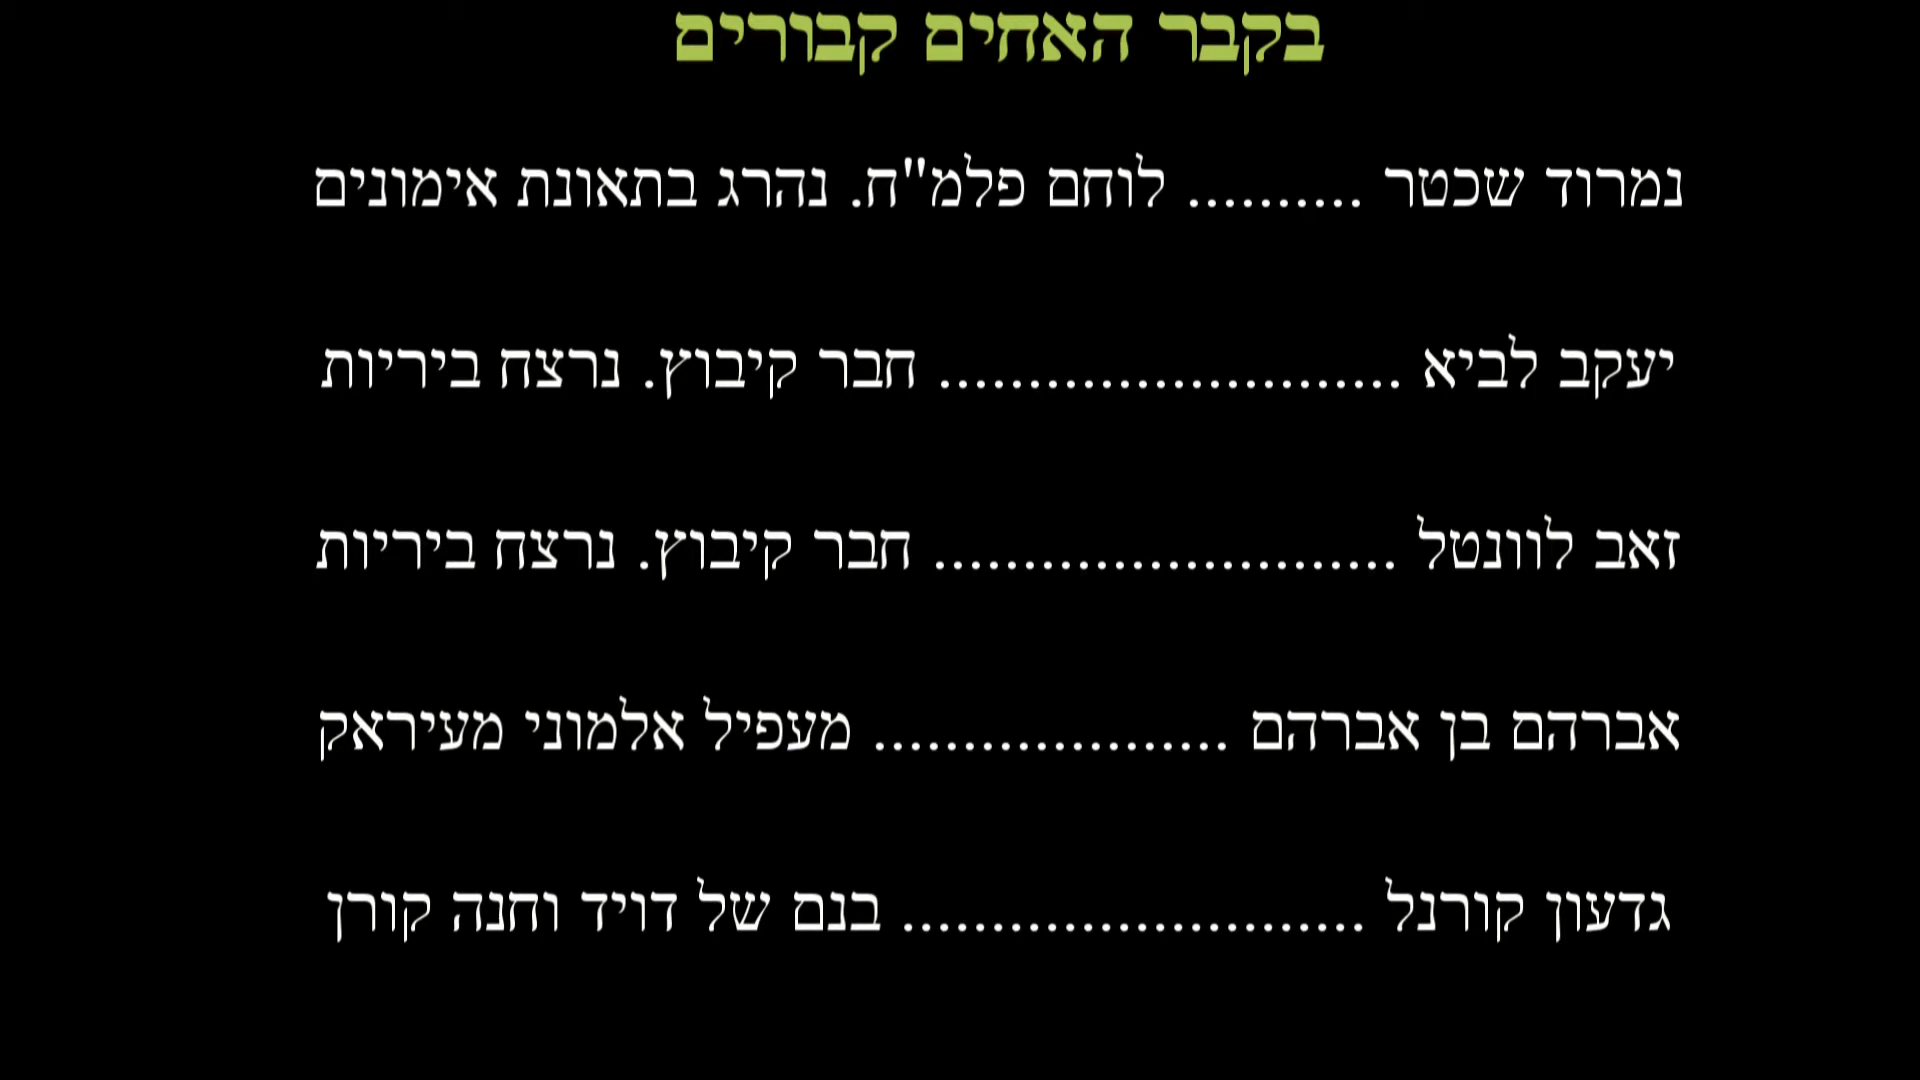 בקבר האחים קבורים
נמרוד שכטר .......... לוחם פלמ"ח. נהרג בתאונת אימונים
יעקב לביא .......................... חבר קיבוץ. נרצח ביריות
זאב לוונטל .......................... חבר קיבוץ. נרצח ביריות
אברהם בן אברהם .................... מעפיל אלמוני מעיראק
גדעון קורנל .......................... בנם של דויד וחנה קורן